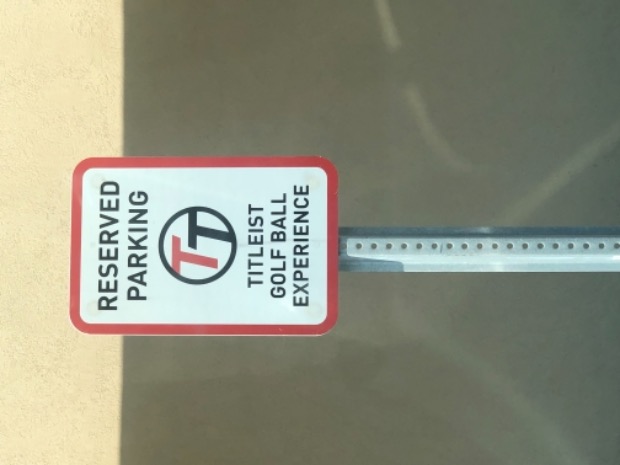 RESERVED
PARKING
TT
TITLEIST
GOLF BALL
EXPERIENCE